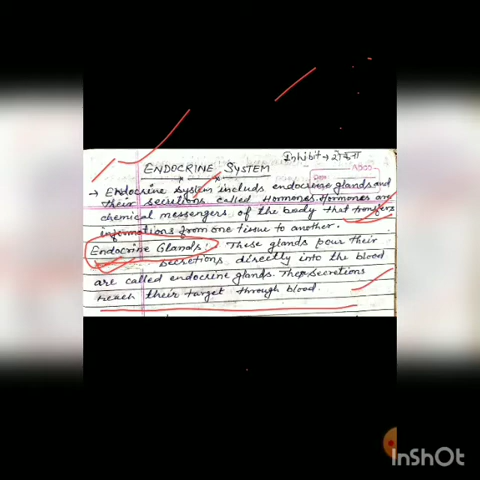 Inhibit → रोकना
ENDOCRINE SYSTEM
→ Endocrine System includes endocrine glands and
their secretions called Hormones. Hormones are
chemical messengers of the body that transfers
informations from one tissue to another.
Endocrine Glands: These glands pour their
secretions directly into the blood
are called endocrine glands. Their secretions
reach their target through blood.
InShOt